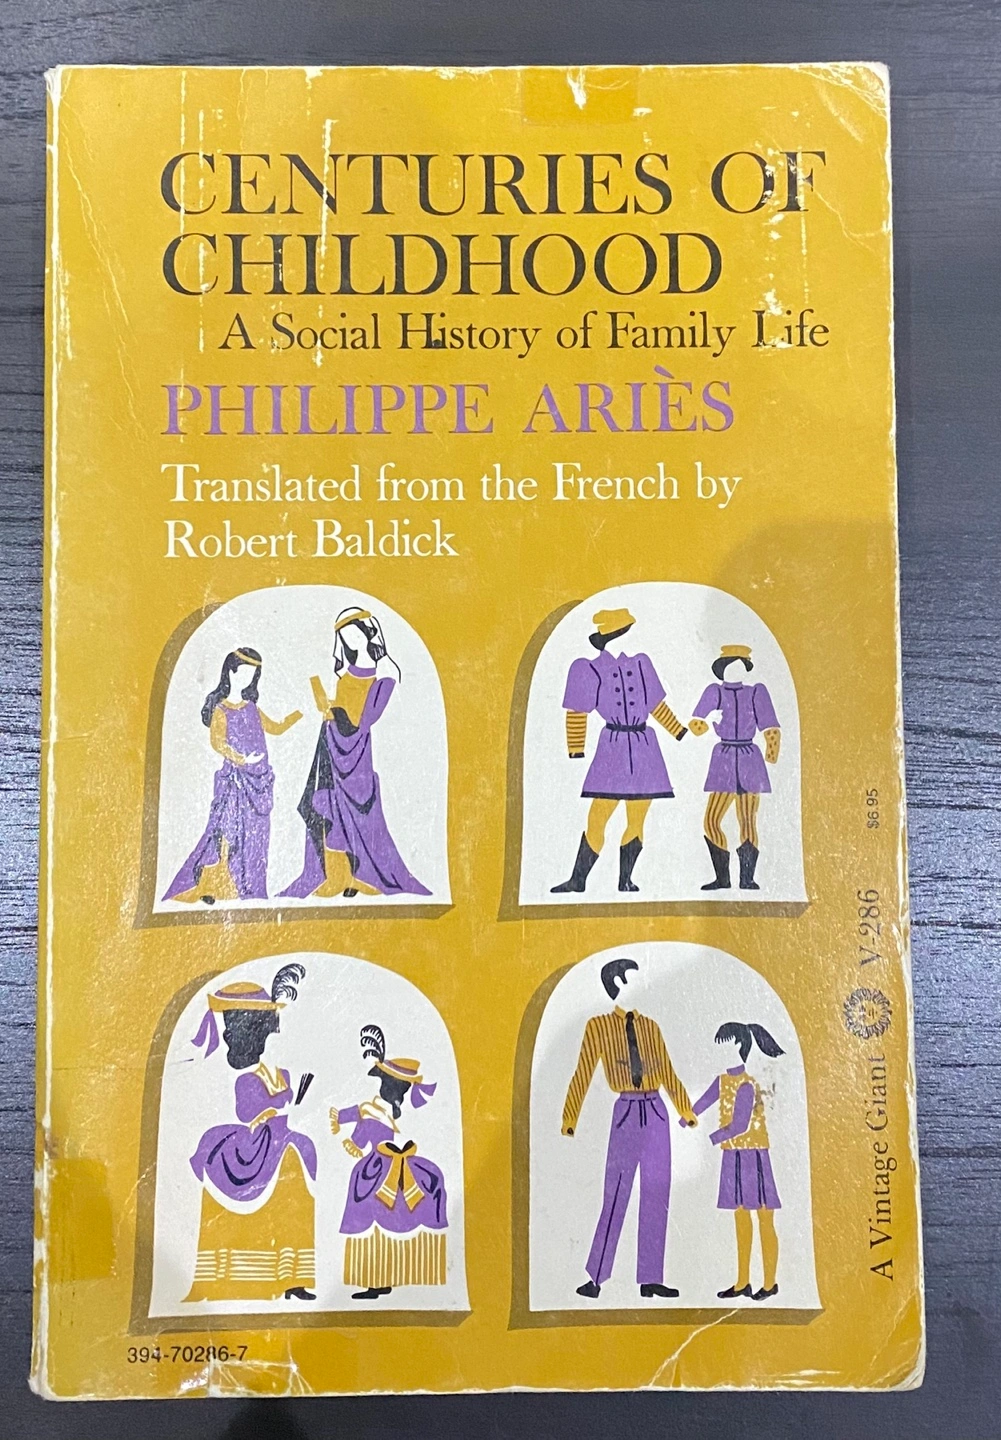 CENTURIES OF
CHILDHOOD
A Social History of Family Life
PHILIPPE ARIÈS
Translated from the French by
Robert Baldick
A Vintage Giant V-286 $6.95
394-70286-7